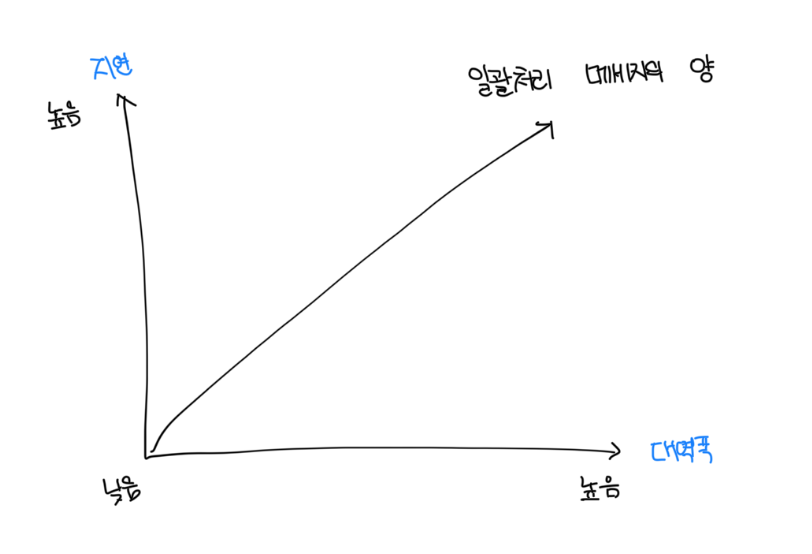 지연
높음
일괄처리 메세지의 양
대역폭
낮음
높음